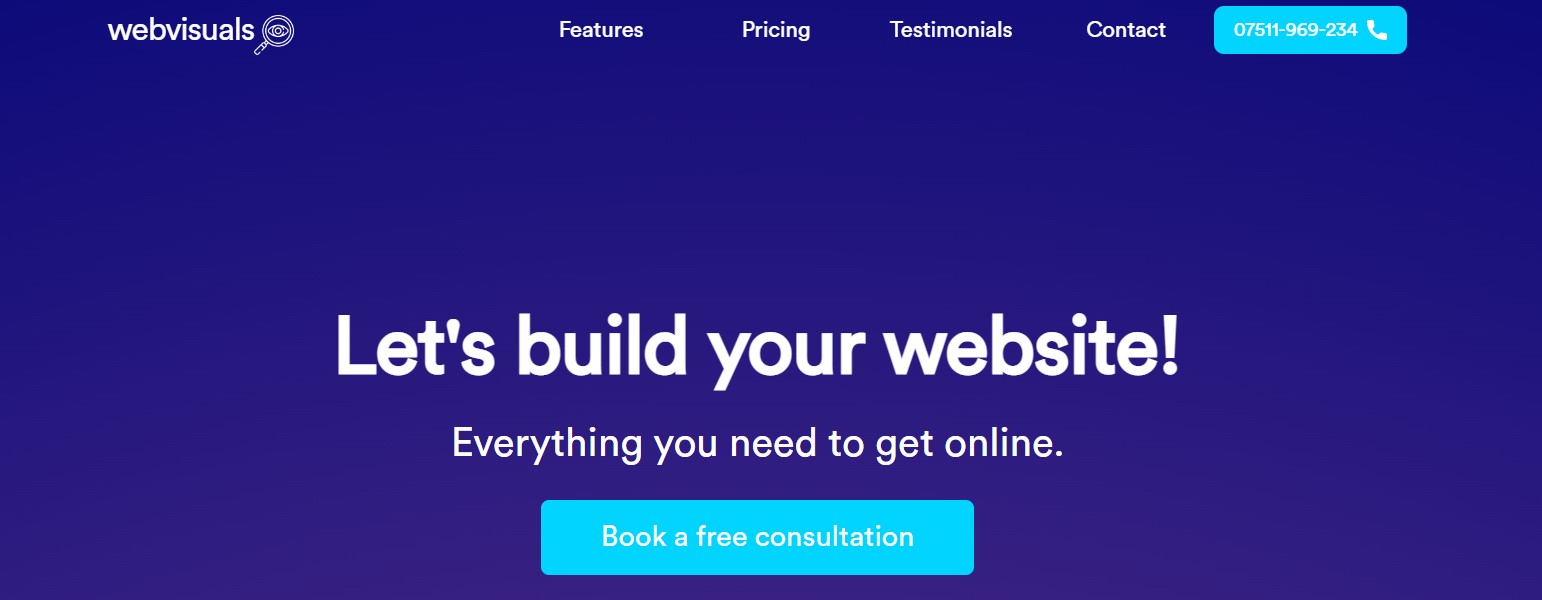 webvisuals
Features
Pricing
Testimonials
Contact
07511-969-234
Let's build your website!
Everything you need to get online.
Book a free consultation